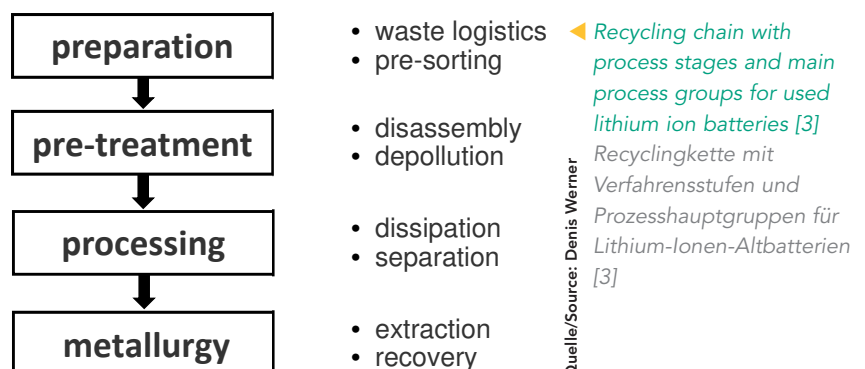 preparation
• waste logistics
• pre-sorting
pre-treatment
• disassembly
• depollution
processing
• dissipation
• separation
metallurgy
• extraction
• recovery
Quelle/Source: Denis Werner
Recycling chain with
process stages and main
process groups for used
lithium ion batteries [3]
Recyclingkette mit
Verfahrensstufen und
Prozesshauptgruppen für
Lithium-Ionen-Altbatterien
[3]